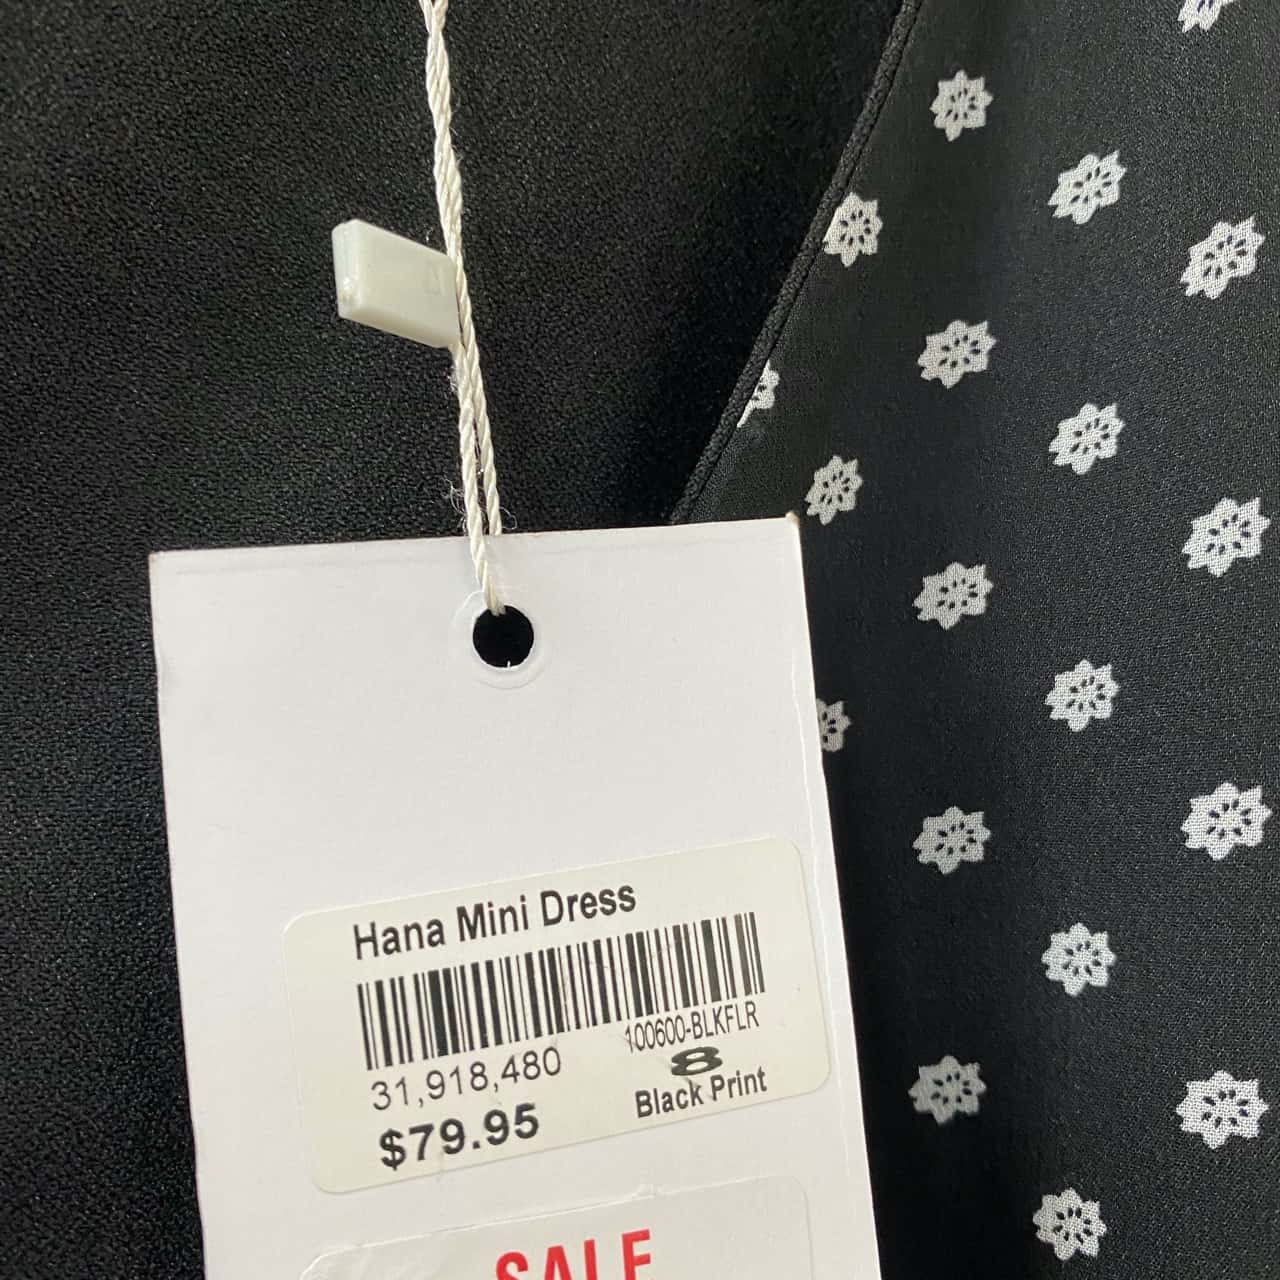 Hana Mini Dress
100600-BLKFLR
31,918,480
8
$79.95
Black Print
SALE